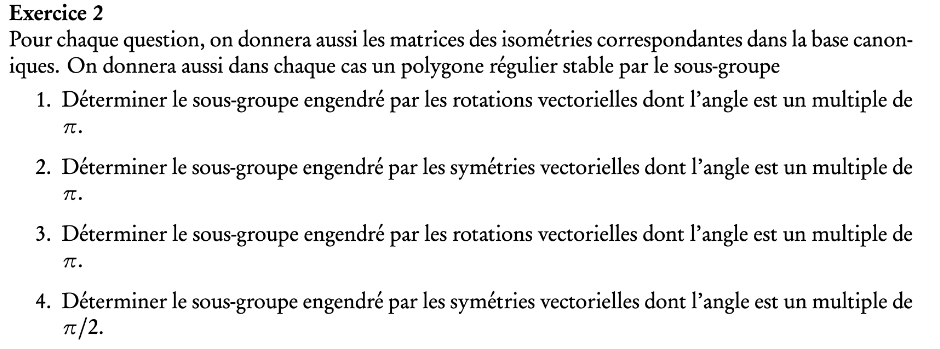 Exercice 2
Pour chaque question, on donnera aussi les matrices des isométries correspondantes dans la base canon-
iques. On donnera aussi dans chaque cas un polygone régulier stable par le sous-groupe
1. Déterminer le sous-groupe engendré par les rotations vectorielles dont l'angle est un multiple de
π.
2. Déterminer le sous-groupe engendré par les symétries vectorielles dont l'angle est un multiple de
π.
3. Déterminer le sous-groupe engendré par les rotations vectorielles dont l'angle est un multiple de
π.
4. Déterminer le sous-groupe engendré par les symétries vectorielles dont l'angle est un multiple de
π/2.